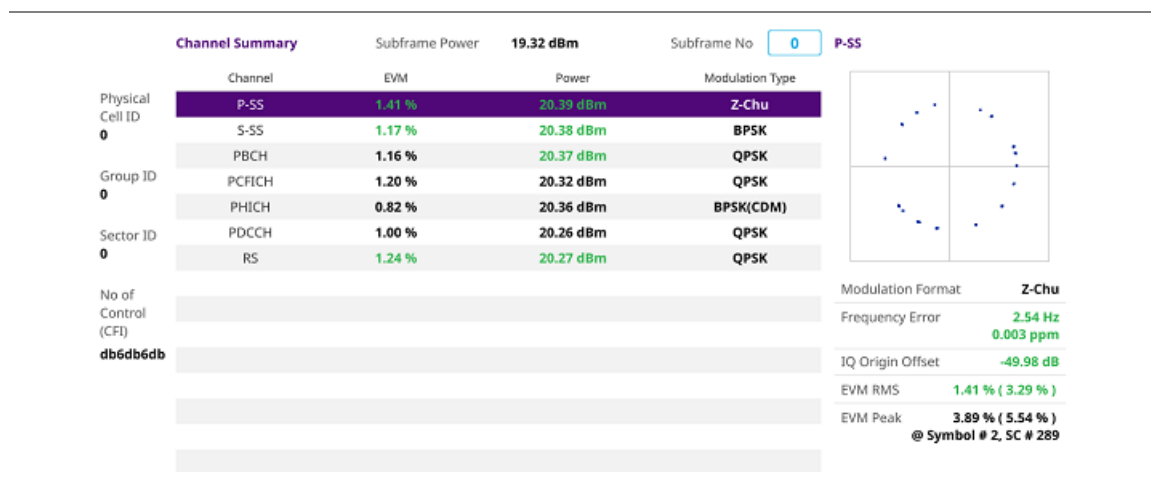 Channel Summary Subframe Power 19.32 dBm Subframe No 0 P-SS
Channel EVM Power Modulation Type
Physical
Cell ID
0
Group ID
0
Sector ID
0
No of
Control
(CFI)
db6db6db
P-SS 1.41 % 20.39 dBm Z-Chu
S-SS 1.17 % 20.38 dBm BPSK
PBCH 1.16 % 20.37 dBm QPSK
PCFICH 1.20 % 20.32 dBm QPSK
PHICH 0.82 % 20.36 dBm BPSK(CDM)
PDCCH 1.00 % 20.26 dBm QPSK
RS 1.24 % 20.27 dBm QPSK
Modulation Format Z-Chu
Frequency Error 2.54 Hz
0.003 ppm
IQ Origin Offset -49.98 dB
EVM RMS 1.41 % ( 3.29 % )
EVM Peak 3.89 % ( 5.54 % )
@ Symbol # 2, SC # 289